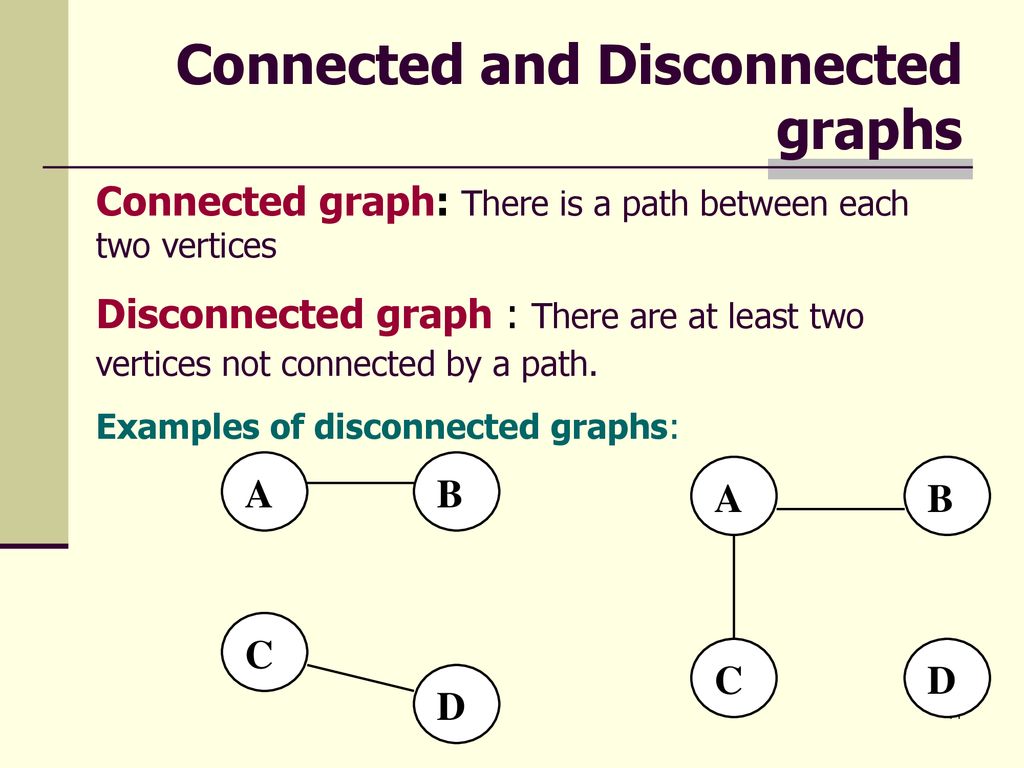 Connected and Disconnected
graphs
Connected graph: There is a path between each
two vertices
Disconnected graph : There are at least two
vertices not connected by a path.
Examples of disconnected graphs:
A B A B
C C D
D